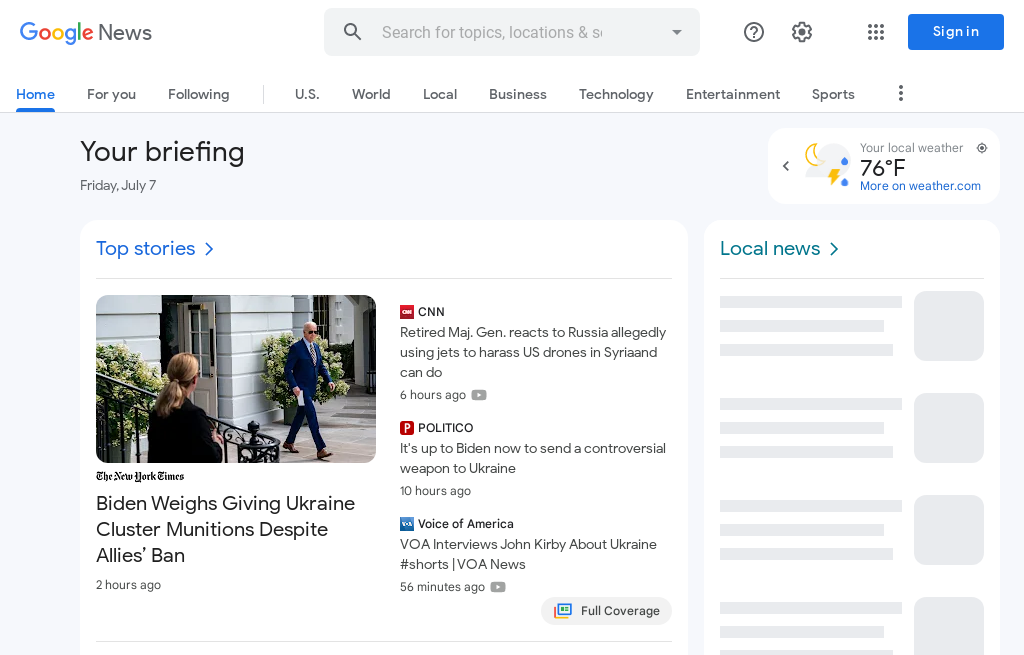 Google News
Search for topics, locations & so
Sign in
Home
For you
Following
U.S.
World
Local
Business
Technology
Entertainment
Sports
Your briefing
Friday, July 7
Your local weather
76°F
More on weather.com
Top stories
Local news
The New York Times
Biden Weighs Giving Ukraine
Cluster Munitions Despite
Allies’ Ban
2 hours ago
CNN
CNN
Retired Maj. Gen. reacts to Russia allegedly
using jets to harass US drones in Syriaand
can do
6 hours ago
P
POLITICO
It's up to Biden now to send a controversial
weapon to Ukraine
10 hours ago
VOA
Voice of America
VOA Interviews John Kirby About Ukraine
#shorts | VOA News
56 minutes ago
Full Coverage